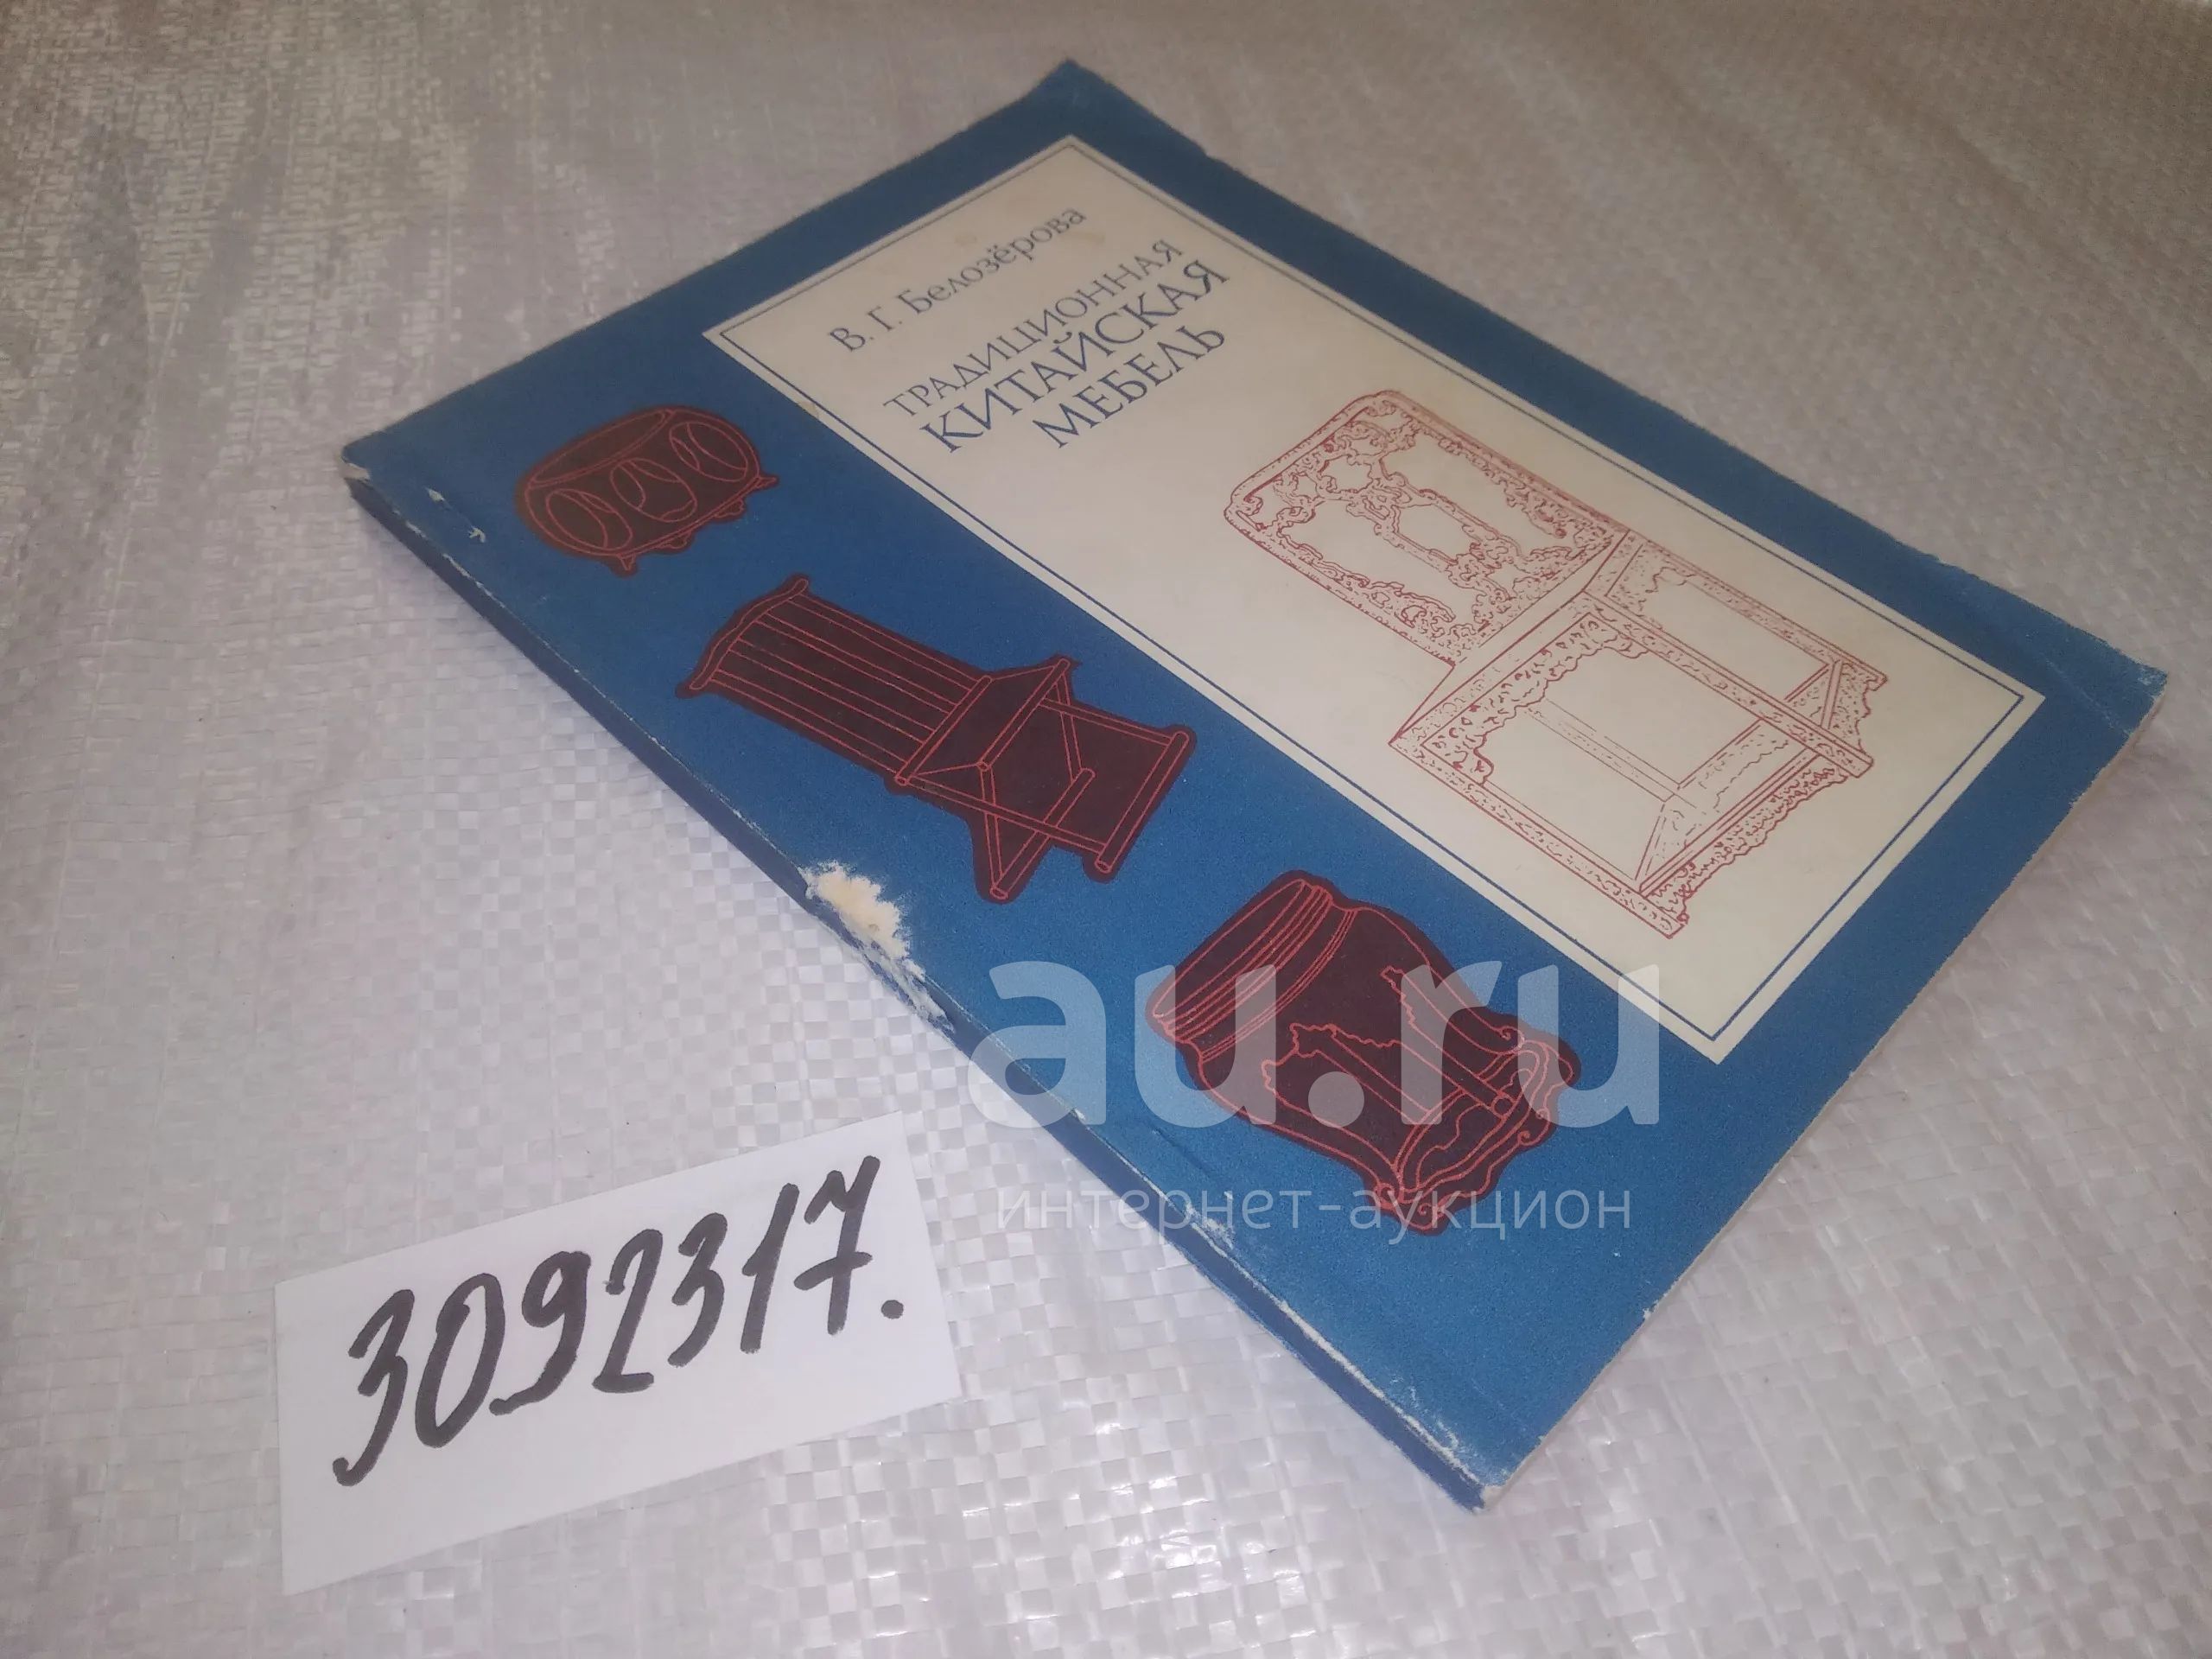 В. Г. Белозёрова
ТРАДИЦИОННАЯ
КИТАЙСКАЯ
МЕБЕЛЬ
au.ru
интернет-аукцион
3092317.